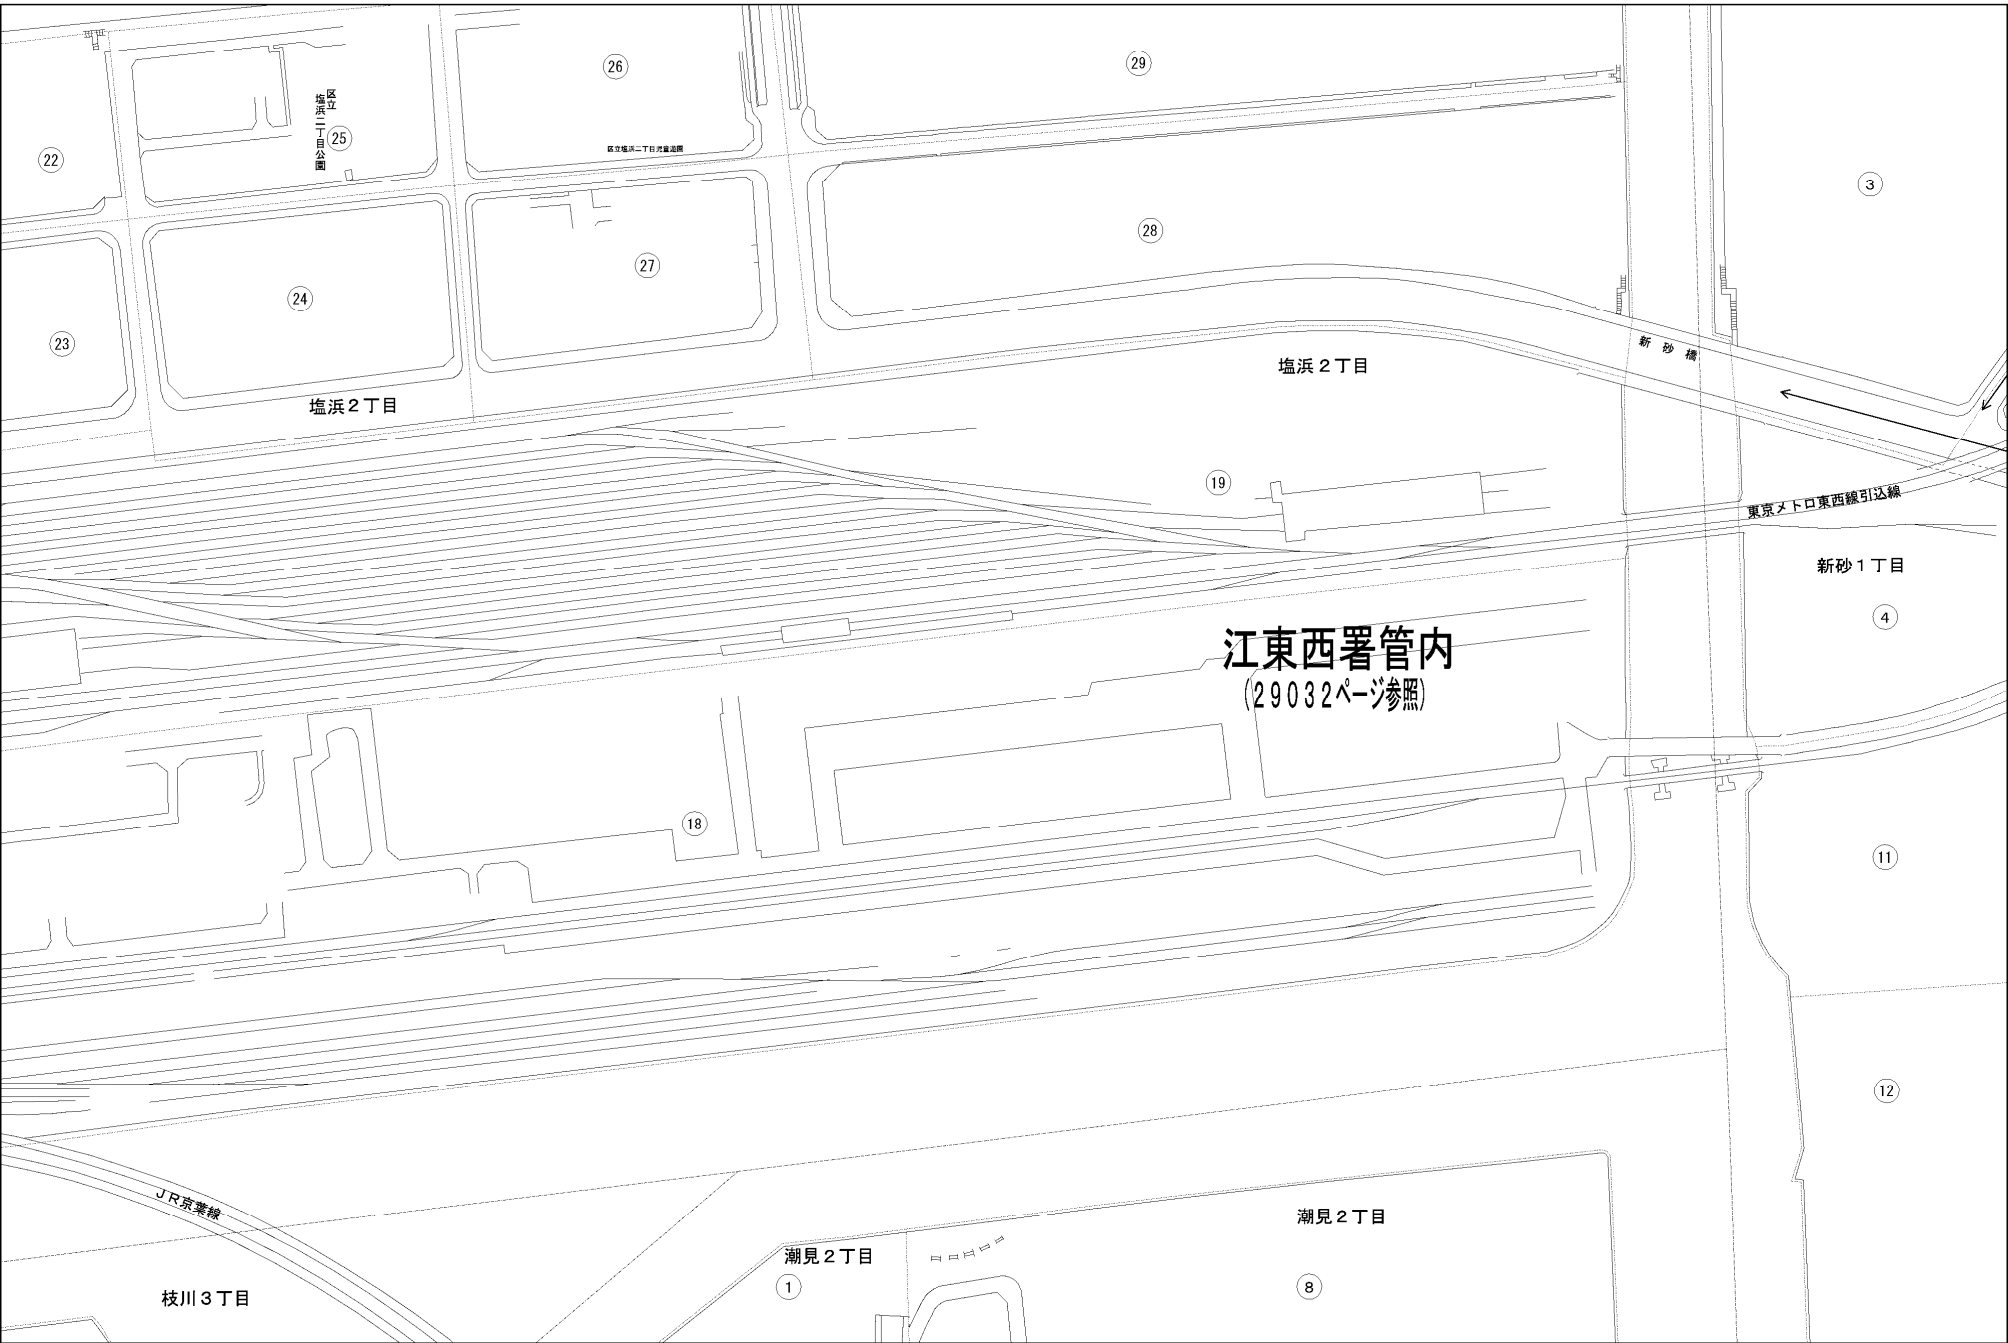 29
26
区立
塩浜二丁目公園
25
区立塩浜二丁目児童遊園
22
3
28
27
24
23
新砂橋
塩浜２丁目
塩浜２丁目
19
東京メトロ東西線引込線
新砂１丁目
4
江東西署管内
(29032ページ参照)
18
11
12
ＪＲ京葉線
潮見２丁目
潮見２丁目
1
8
枝川３丁目